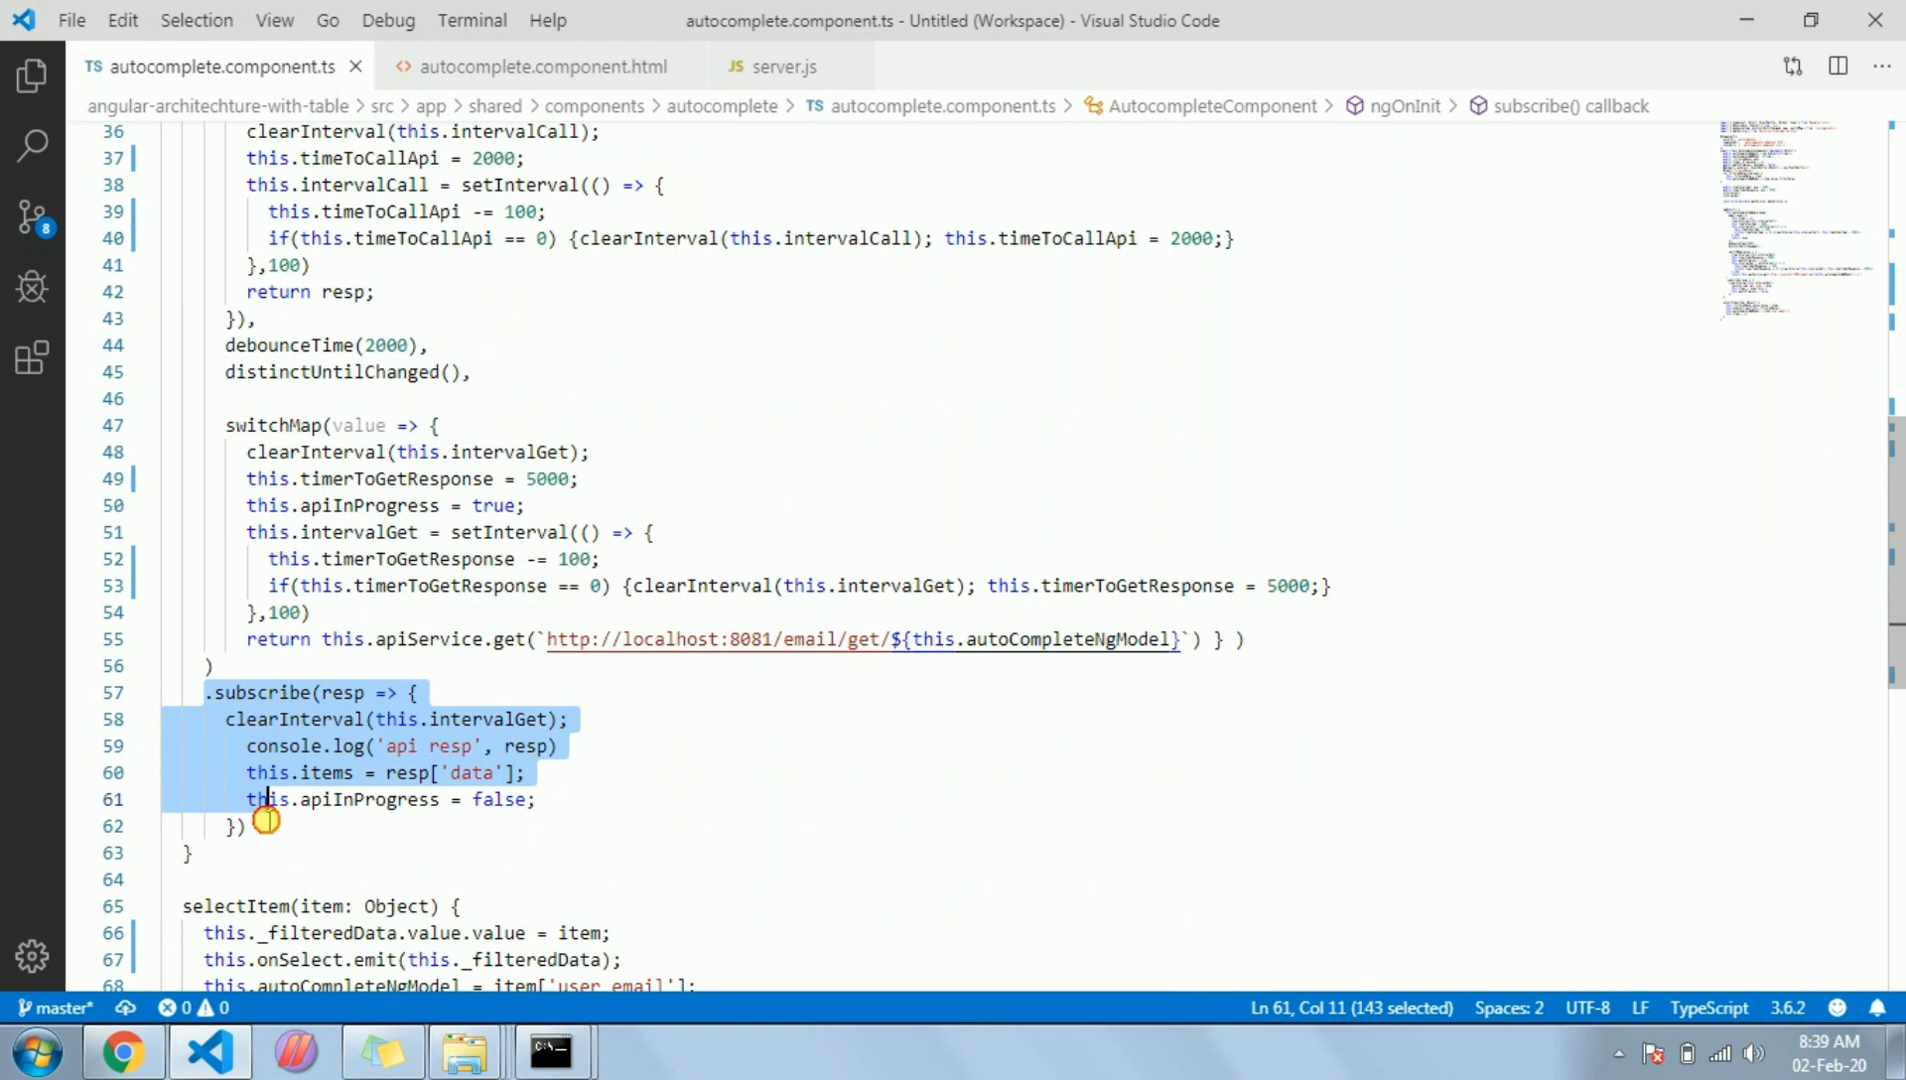 File Edit Selection View Go Debug Terminal Help autocomplete.component.ts - Untitled (Workspace) - Visual Studio Code
TS autocomplete.component.ts autocomplete.component.html JS server.js
angular-architechture-with-table > src > app > shared > components > autocomplete > TS autocomplete.component.ts > AutocompleteComponent > ngOnInit > subscribe() callback
36 clearInterval(this.intervalCall);
37 this.timeToCallApi = 2000;
38 this.intervalCall = setInterval(() => {
39 this.timeToCallApi -= 100;
40 if(this.timeToCallApi == 0) {clearInterval(this.intervalCall); this.timeToCallApi = 2000;}
41 },100)
42 return resp;
43 }),
44 debounceTime(2000),
45 distinctUntilChanged(),
46
47 switchMap(value => {
48 clearInterval(this.intervalGet);
49 this.timerToGetResponse = 5000;
50 this.apiInProgress = true;
51 this.intervalGet = setInterval(() => {
52 this.timerToGetResponse -= 100;
53 if(this.timerToGetResponse == 0) {clearInterval(this.intervalGet); this.timerToGetResponse = 5000;}
54 },100)
55 return this.apiService.get(`http://localhost:8081/email/get/${this.autoCompleteNgModel}`) } )
56 )
57 .subscribe(resp => {
58 clearInterval(this.intervalGet);
59 console.log('api resp', resp)
60 this.items = resp['data'];
61 this.apiInProgress = false;
62 })
63 }
64
65 selectItem(item: Object) {
66 this._filteredData.value.value = item;
67 this.onSelect.emit(this._filteredData);
68 this.autoCompleteNgModel = item['user_email'];
8
master* 0 0 Ln 61, Col 11 (143 selected) Spaces: 2 UTF-8 LF TypeScript 3.6.2
8:39 AM
02-Feb-20